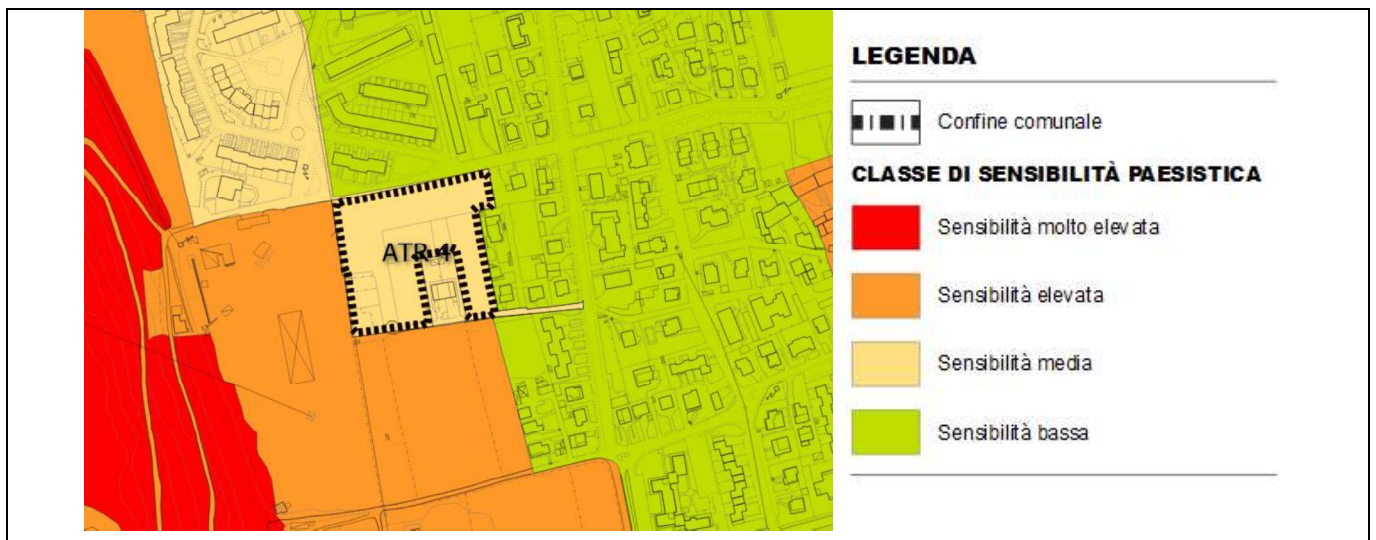 ATR 4
LEGENDA
Confine comunale
CLASSE DI SENSIBILITÀ PAESISTICA
Sensibilità molto elevata
Sensibilità elevata
Sensibilità media
Sensibilità bassa